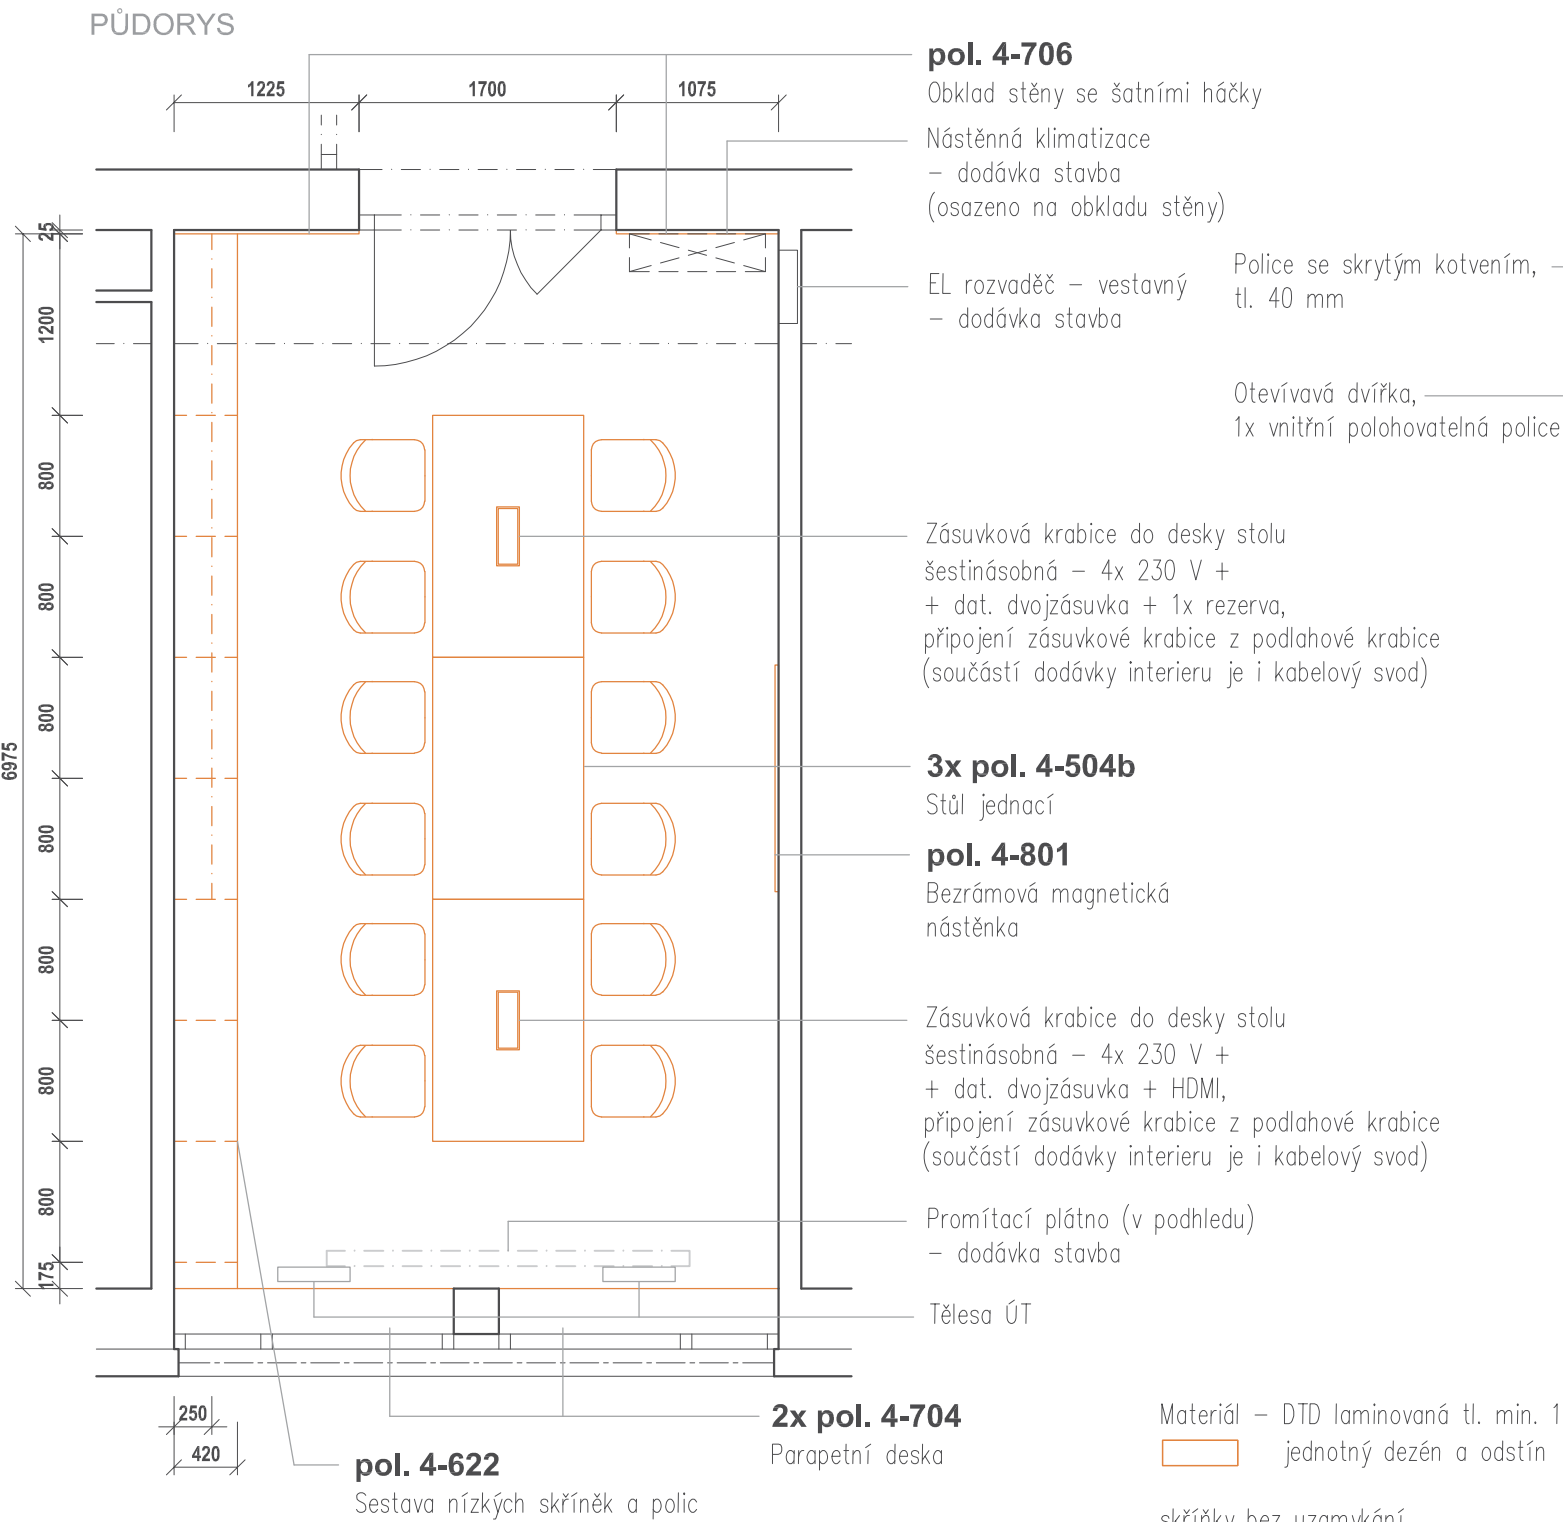 PŮDORYS
1225
1700
1075
pol. 4-706
Obklad stěny se šatními háčky
Nástěnná klimatizace
– dodávka stavba
(osazeno na obkladu stěny)
EL rozvaděč – vestavný
– dodávka stavba
Police se skrytým kotvením,
tl. 40 mm
Otevívavá dvířka,
1x vnitřní polohovatelná police
Zásuvková krabice do desky stolu
šestinásobná – 4x 230 V +
+ dat. dvojzásuvka + 1x rezerva,
připojení zásuvkové krabice z podlahové krabice
(součástí dodávky interieru je i kabelový svod)
3x pol. 4-504b
Stůl jednací
pol. 4-801
Bezrámová magnetická
nástěnka
Zásuvková krabice do desky stolu
šestinásobná – 4x 230 V +
+ dat. dvojzásuvka + HDMI,
připojení zásuvkové krabice z podlahové krabice
(součástí dodávky interieru je i kabelový svod)
Promítací plátno (v podhledu)
– dodávka stavba
Tělesa ÚT
25
1200
800
800
800
800
800
800
800
175
6975
250
420
pol. 4-622
Sestava nízkých skříněk a polic
2x pol. 4-704
Parapetní deska
Materiál – DTD laminovaná tl. min. 1
jednotný dezén a odstín
skříňky bez uzamykání